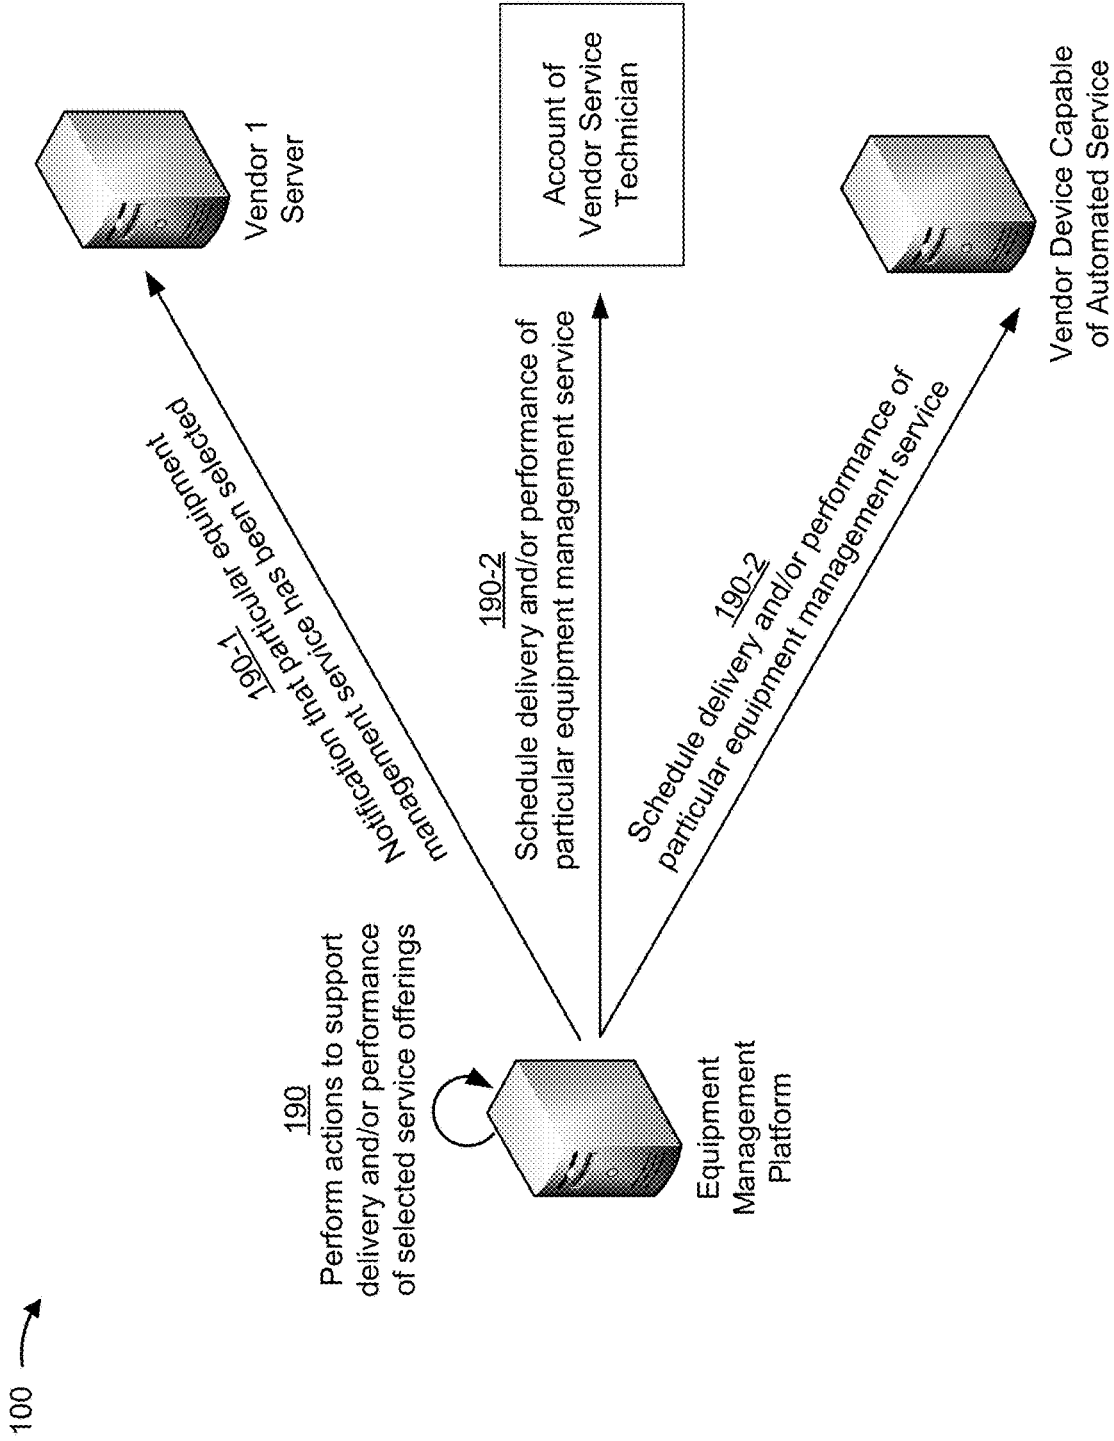 100
190
Perform actions to support
delivery and/or performance
of selected service offerings
Equipment
Management
Platform
190-1
Notification that particular equipment
management service has been selected
Vendor 1
Server
190-2
Schedule delivery and/or performance of
particular equipment management service
Account of
Vendor Service
Technician
190-2
Schedule delivery and/or performance of
particular equipment management service
Vendor Device Capable
of Automated Service